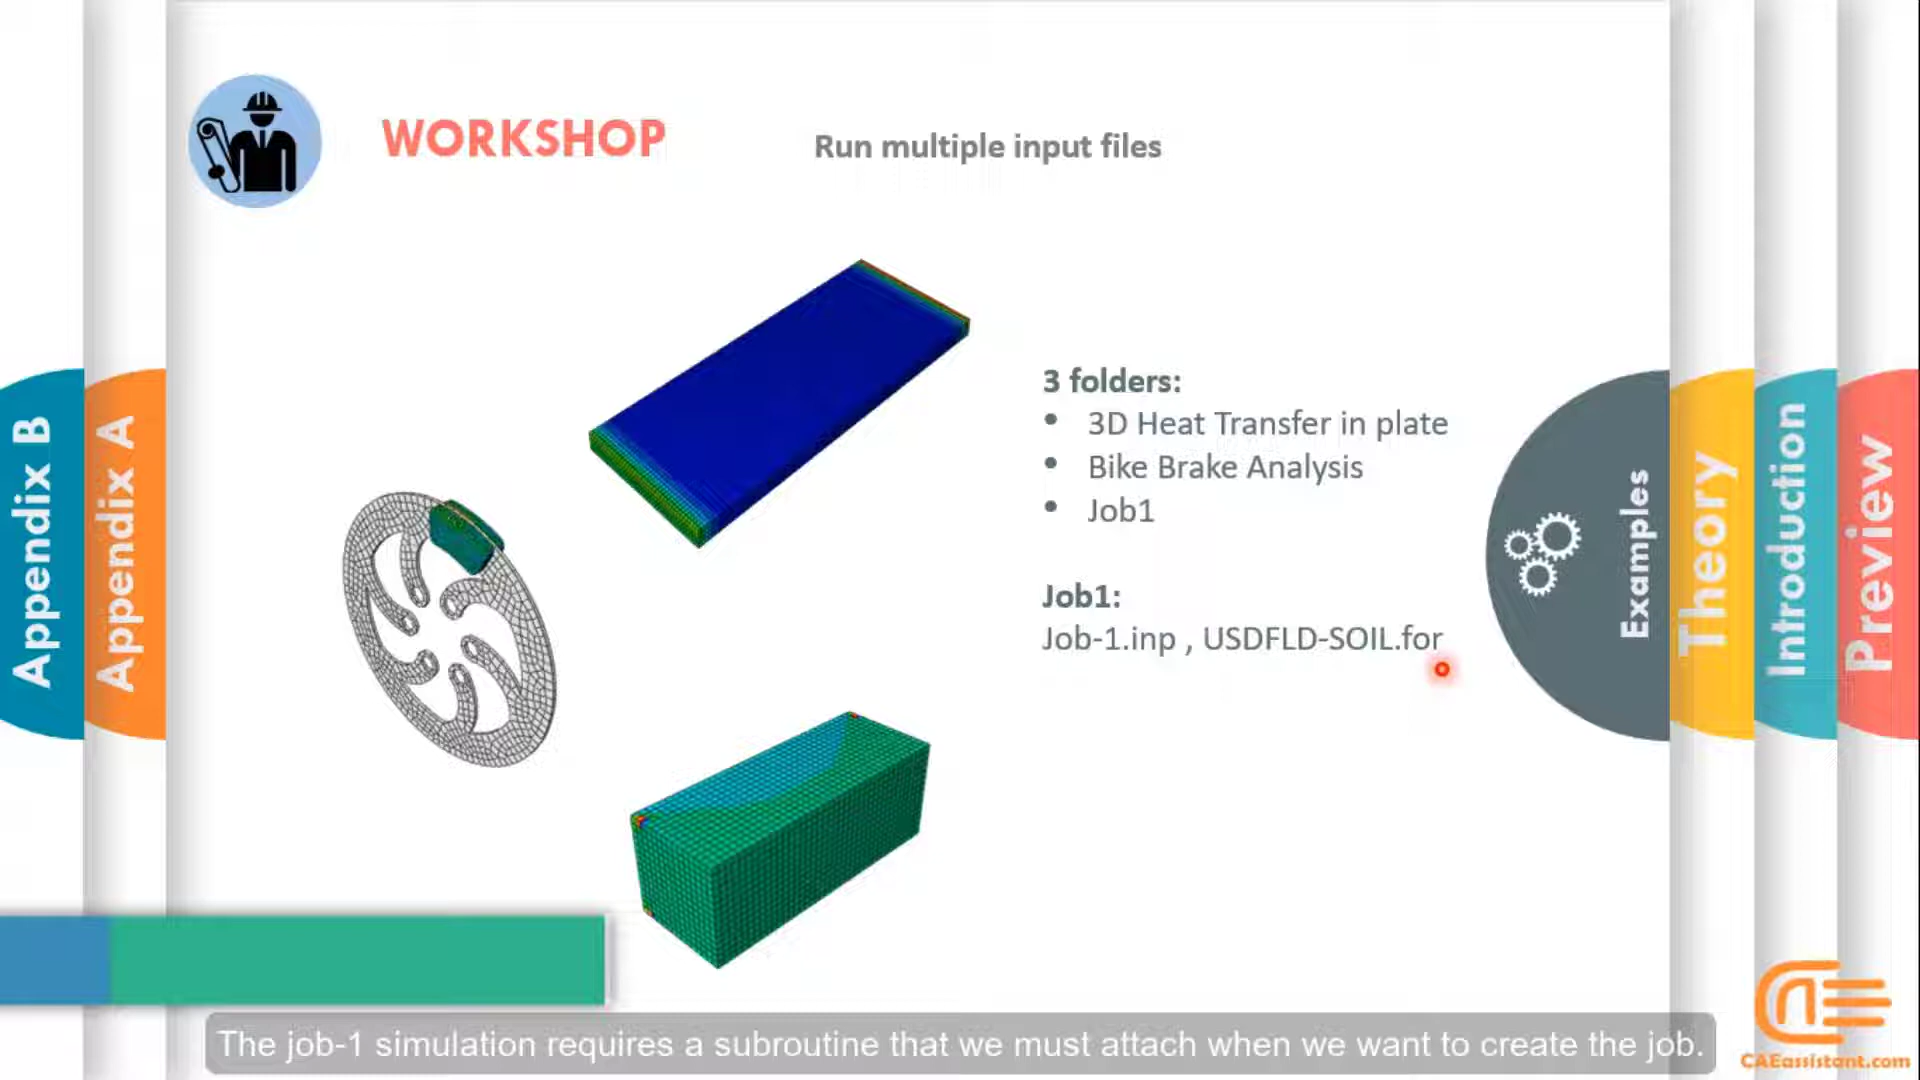 WORKSHOP
Run multiple input files
3 folders:
• 3D Heat Transfer in plate
• Bike Brake Analysis
• Job1
Job1:
Job-1.inp , USDFLD-SOIL.for
Appendix B
Appendix A
Examples
Theory
Introduction
Preview
The job-1 simulation requires a subroutine that we must attach when we want to create the job.
CAEassistant.com